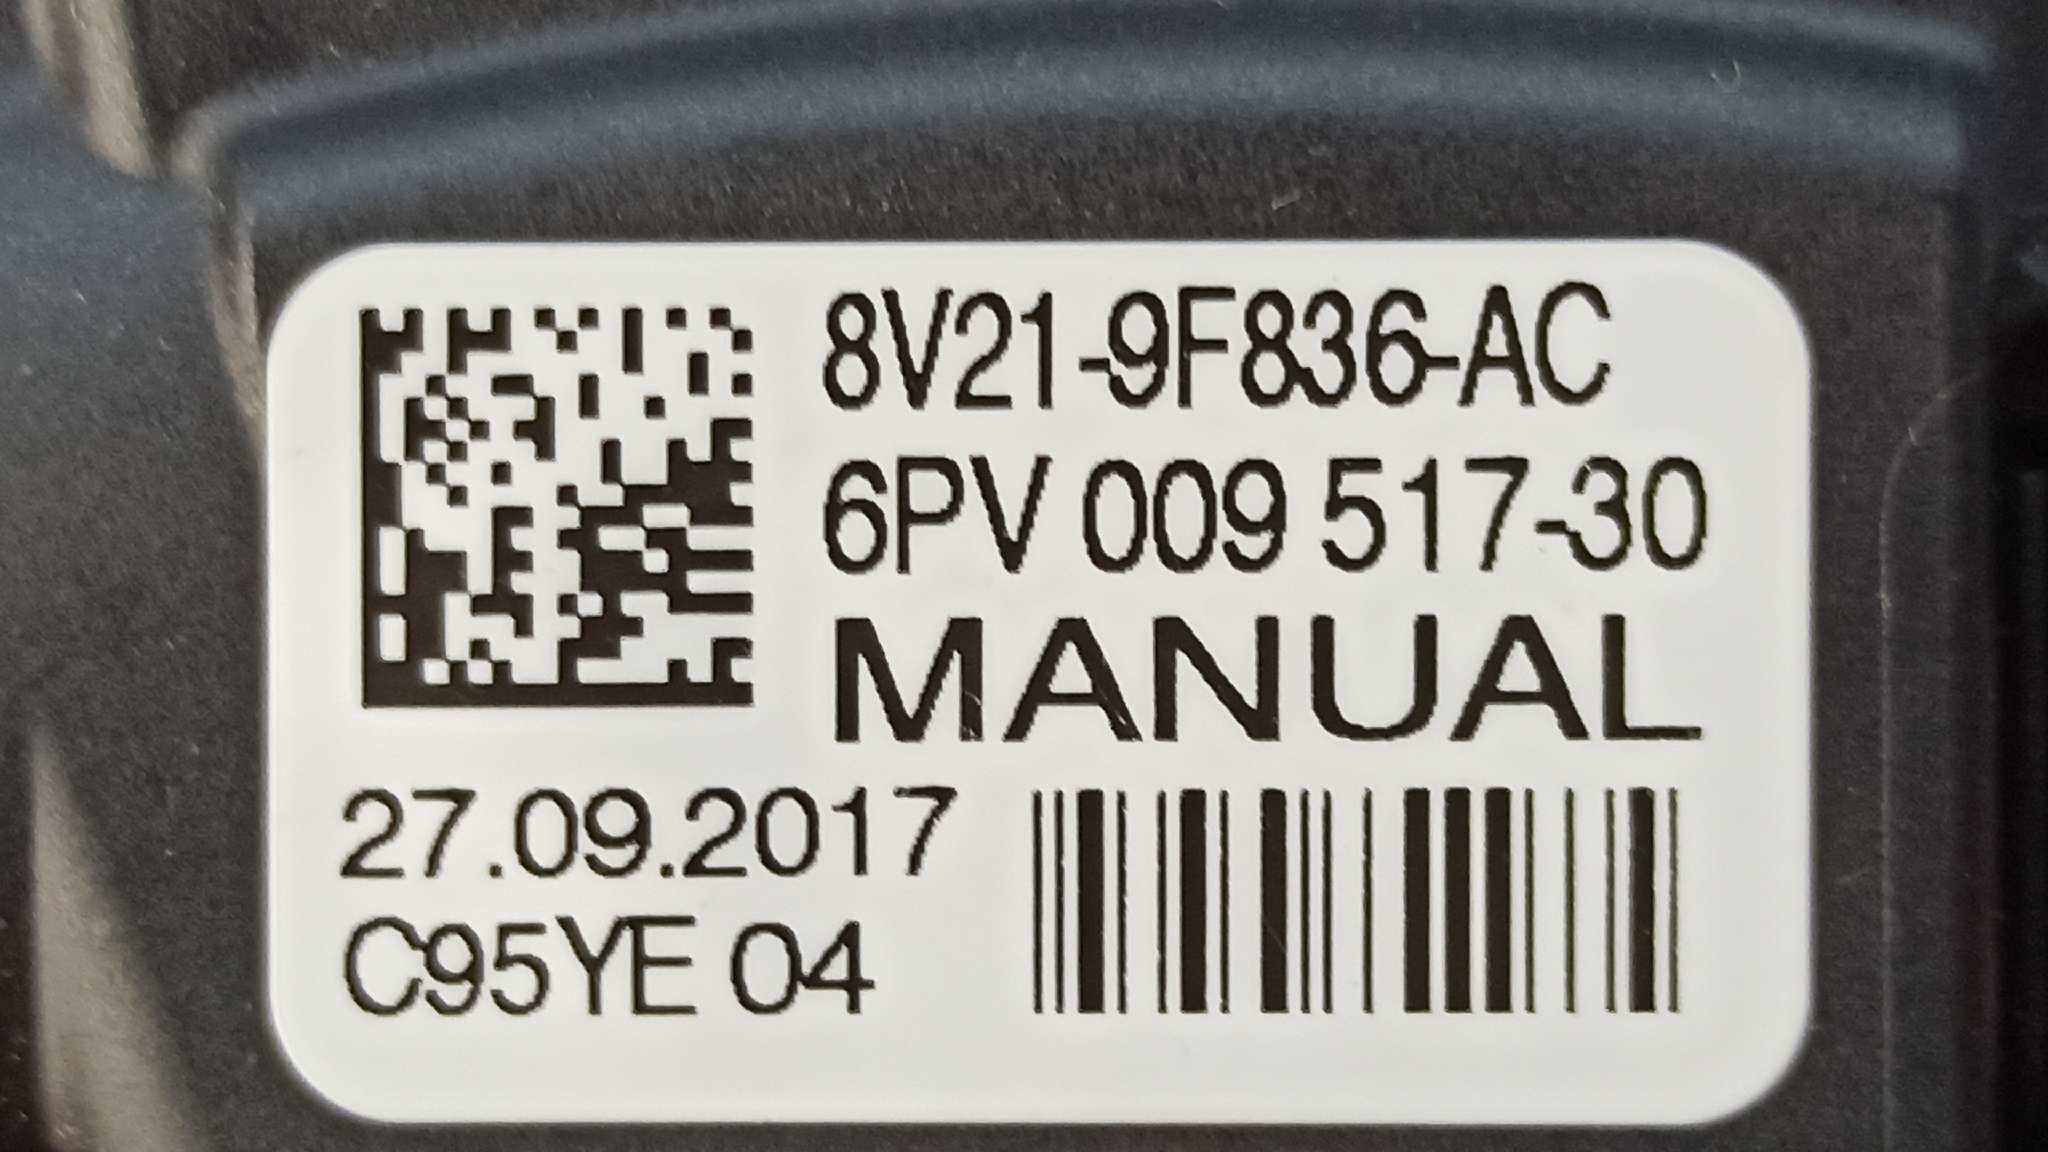 8V21-9F836-AC
6PV 009 517-30
MANUAL
27.09.2017
C95YE 04